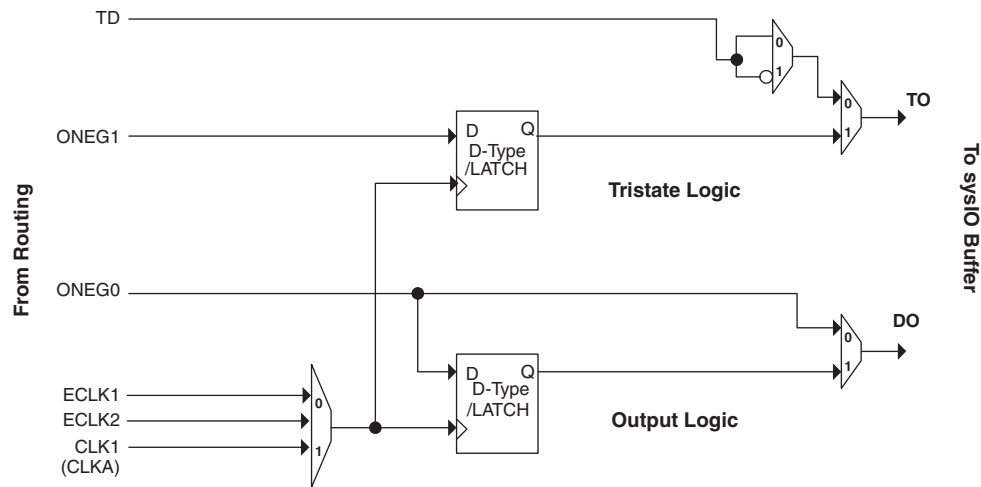 TD
0
1
0
1
TO
ONEG1
D
Q
D-Type
/LATCH
Tristate Logic
From Routing
To sysIO Buffer
ONEG0
DO
0
1
D
Q
D-Type
/LATCH
Output Logic
ECLK1
ECLK2
CLK1
(CLKA)
0
1